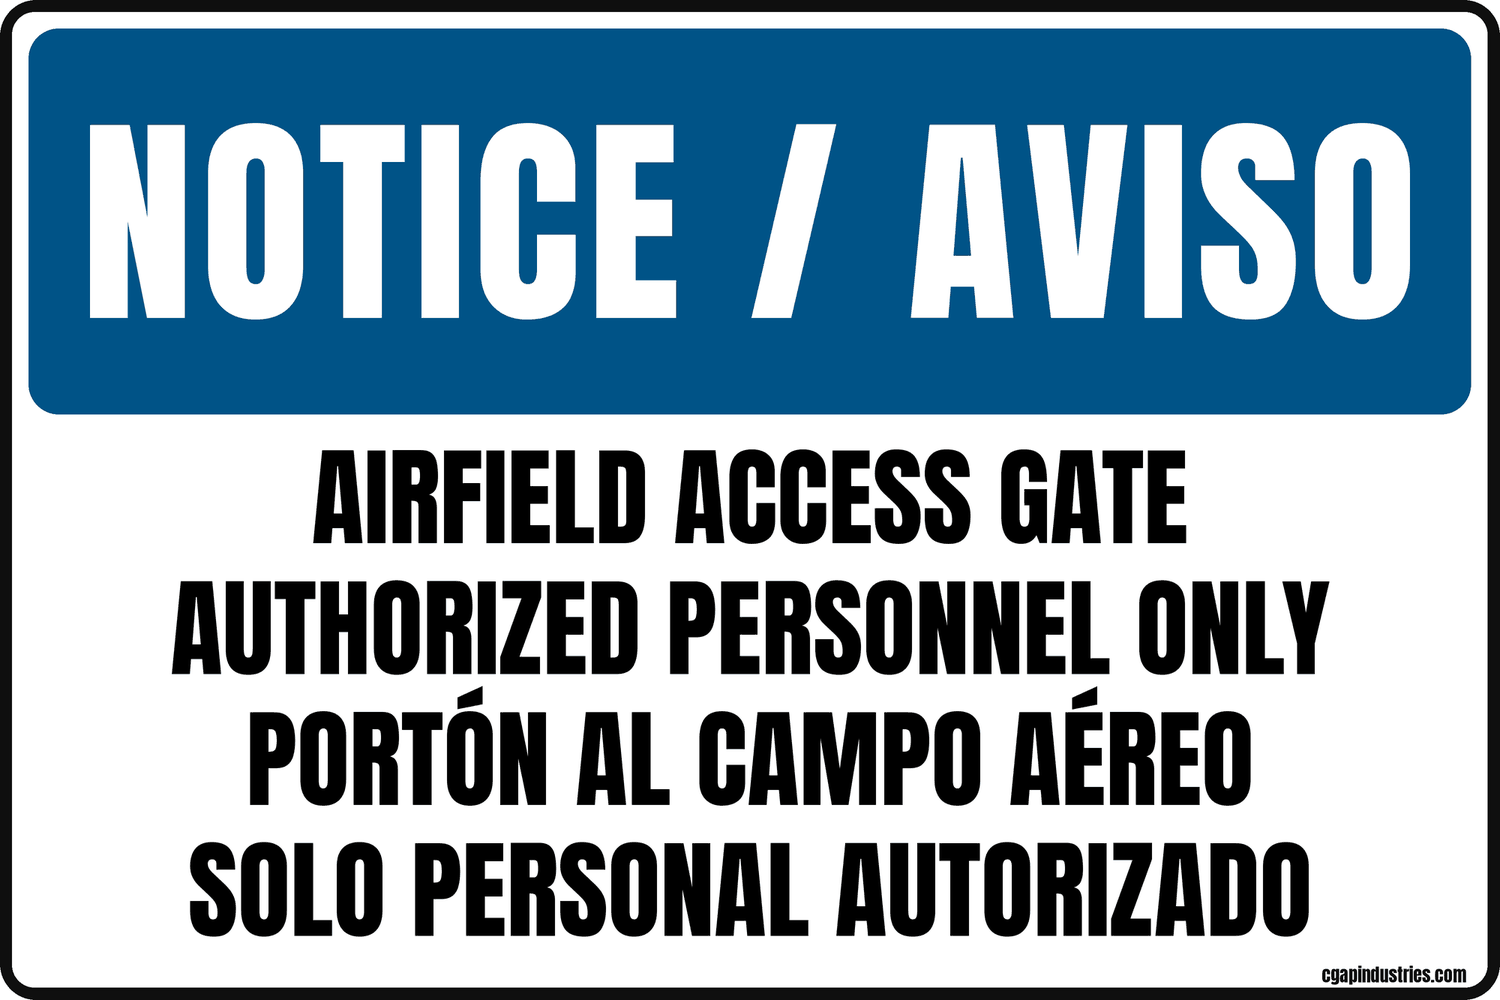 NOTICE / AVISO
AIRFIELD ACCESS GATE
AUTHORIZED PERSONNEL ONLY
PORTÓN AL CAMPO AÉREO
SOLO PERSONAL AUTORIZADO
cgapindustries.com